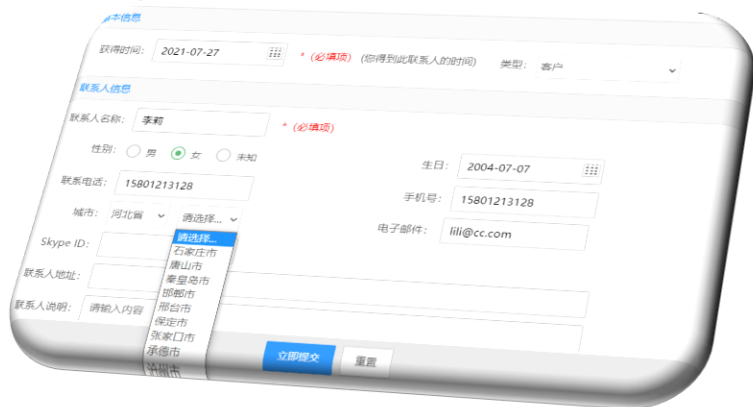 基本信息
获得时间: 2021-07-27 * (必填项) (您得到此联系人的时间) 类型: 客户
联系人信息
联系人名称: 李莉 * (必填项)
性别: 男 女 未知 生日: 2004-07-07
联系电话: 15801213128 手机号: 15801213128
城市: 河北省 请选择... 电子邮件: lili@cc.com
请选择...
石家庄市
唐山市
秦皇岛市
邯郸市
邢台市
保定市
张家口市
承德市
沧州市
Skype ID:
联系人地址:
联系人说明: 请输入内容
立即提交 重置